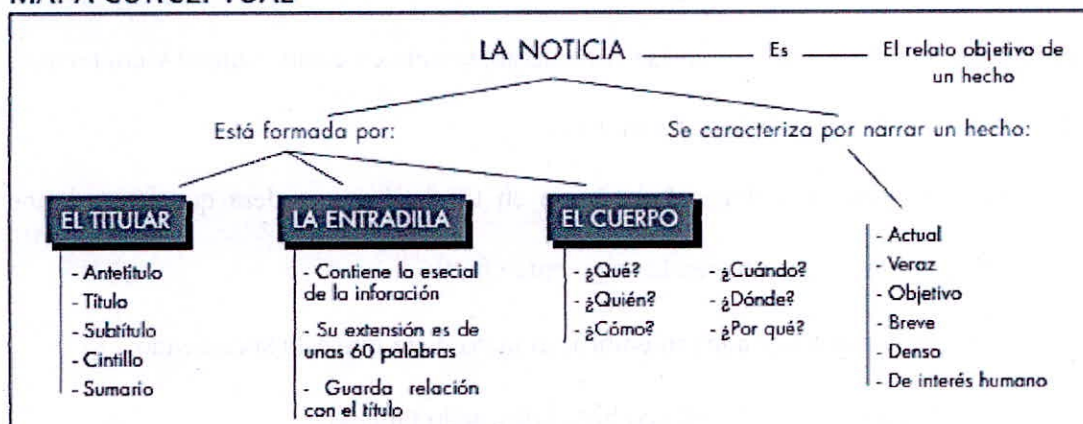 MAPA CONCEPTUAL
LA NOTICIA
Es
El relato objetivo de
un hecho
Está formada por:
Se caracteriza por narrar un hecho:
EL TITULAR
- Antetítulo
- Título
- Subtítulo
- Cintillo
- Sumario
LA ENTRADILLA
- Contiene lo esecial
de la inforación
- Su extensión es de
unas 60 palabras
- Guarda relación
con el título
EL CUERPO
- ¿Qué?
- ¿Quién?
- ¿Cómo?
- ¿Cuándo?
- ¿Dónde?
- ¿Por qué?
- Actual
- Veraz
- Objetivo
- Breve
- Denso
- De interés humano